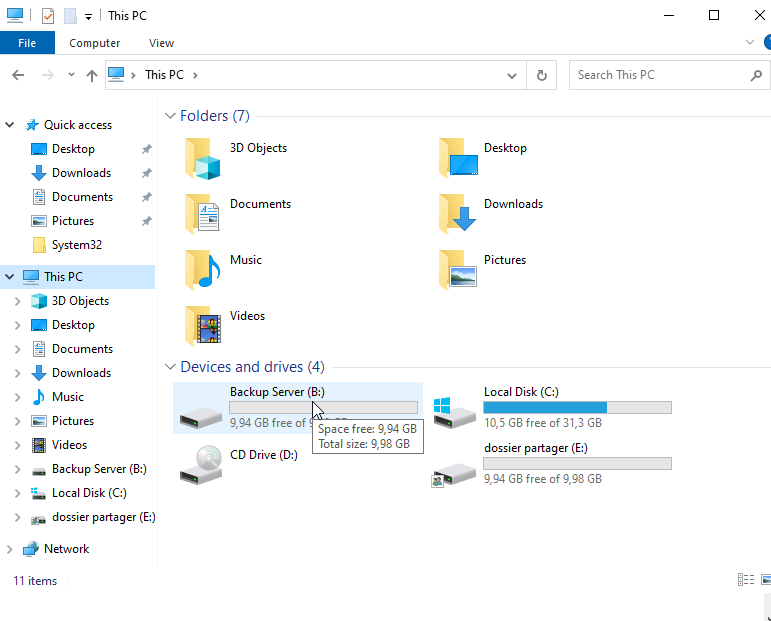 This PC
File Computer View
This PC
Search This PC
Quick access
Desktop
Downloads
Documents
Pictures
System32
This PC
3D Objects
Desktop
Documents
Downloads
Music
Pictures
Videos
Backup Server (B:)
Local Disk (C:)
dossier partager (E:)
Network
Folders (7)
3D Objects
Desktop
Documents
Downloads
Music
Pictures
Videos
Devices and drives (4)
Backup Server (B:)
9,94 GB free of
Space free: 9,94 GB
Total size: 9,98 GB
Local Disk (C:)
10,5 GB free of 31,3 GB
CD Drive (D:)
dossier partager (E:)
9,94 GB free of 9,98 GB
11 items